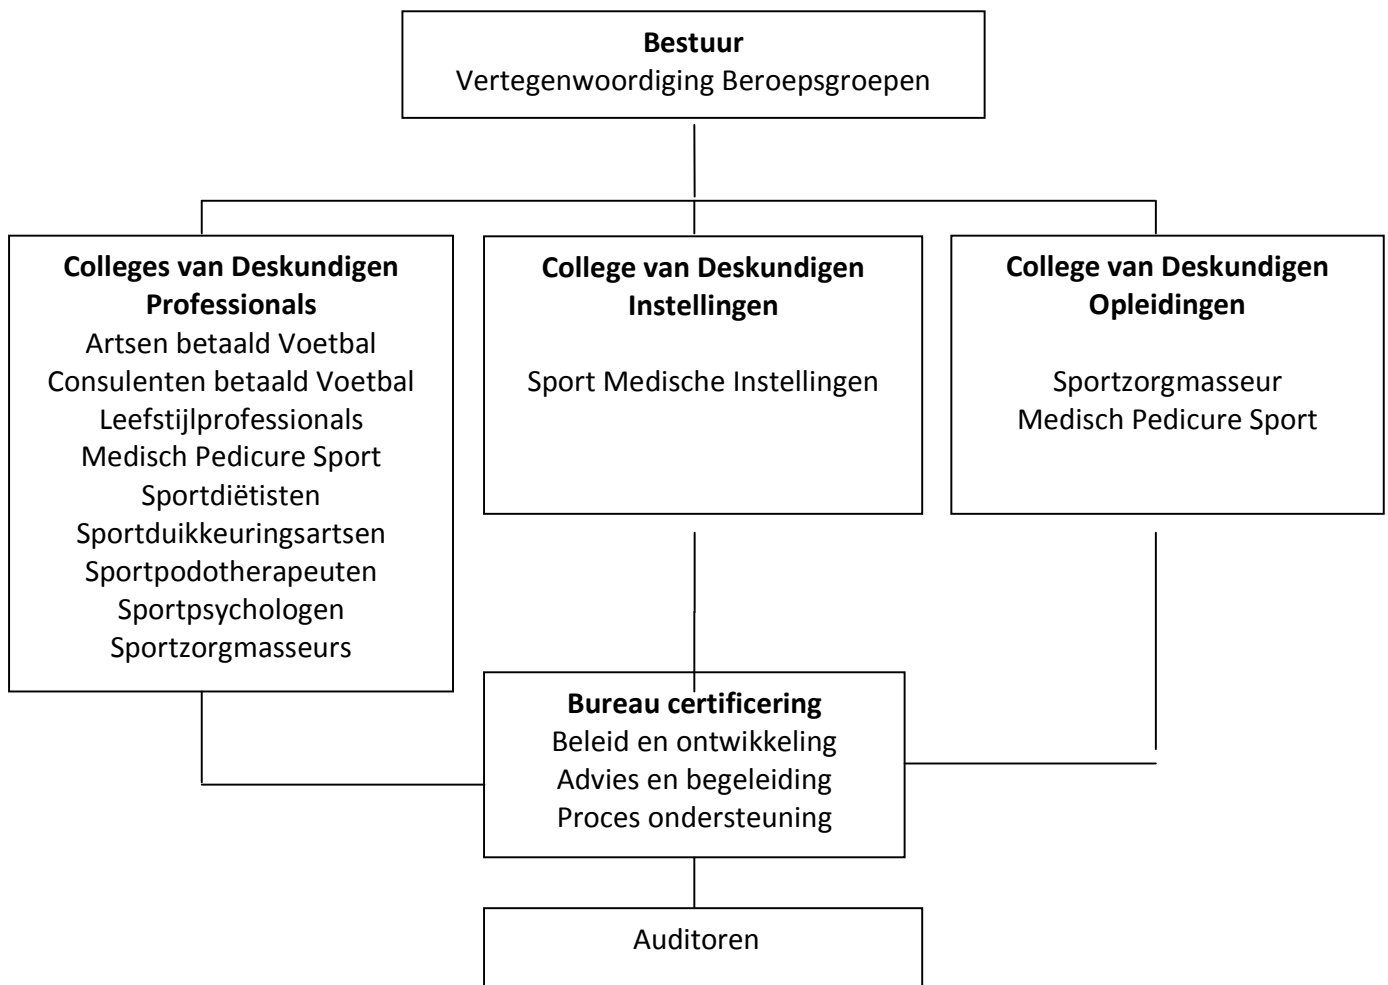 Bestuur
Vertegenwoordiging Beroepsgroepen
Colleges van Deskundigen
Professionals
Artsen betaald Voetbal
Consulenten betaald Voetbal
Leefstijlprofessionals
Medisch Pedicure Sport
Sportdiëtisten
Sportduikkeuringsartsen
Sportpodotherapeuten
Sportpsychologen
Sportzorgmasseurs
College van Deskundigen
Instellingen
Sport Medische Instellingen
College van Deskundigen
Opleidingen
Sportzorgmasseur
Medisch Pedicure Sport
Bureau certificering
Beleid en ontwikkeling
Advies en begeleiding
Proces ondersteuning
Auditoren